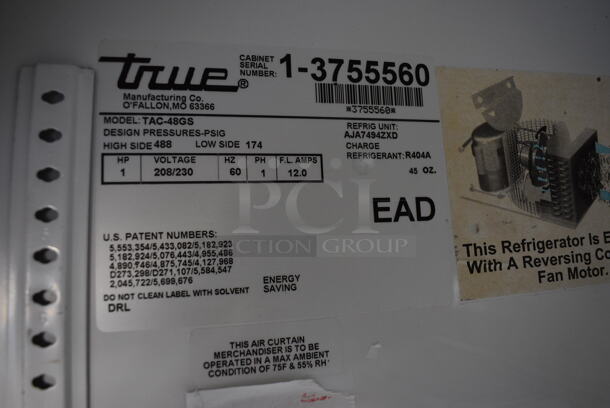 true®
Manufacturing Co.
O'FALLON,MO 63366
CABINET
SERIAL
NUMBER: 1-3755560
*3755560*
MODEL: TAC-48GS
DESIGN PRESSURES-PSIG
HIGH SIDE 488 LOW SIDE 174
REFRIG UNIT:
AJA7494ZXD
CHARGE
REFRIGERANT: R404A
45 OZ.
HP VOLTAGE HZ PH F.L. AMPS
1 208/230 60 1 12.0
EAD
U.S. PATENT NUMBERS:
5,553,354/5,433,082/5,182,923
5,182,924/5,076,443/4,955,486
4,890,746/4,875,745/4,127,968
D273,298/D271,107/5,584,547
2,045,722/5,699,676
ENERGY
SAVING
DO NOT CLEAN LABEL WITH SOLVENT
DRL
PCI
AUCTION GROUP
This Refrigerator Is E
With A Reversing Co
Fan Motor.
THIS AIR CURTAIN
MERCHANDISER IS TO BE
OPERATED IN A MAX AMBIENT
CONDITION OF 75F & 55% RH